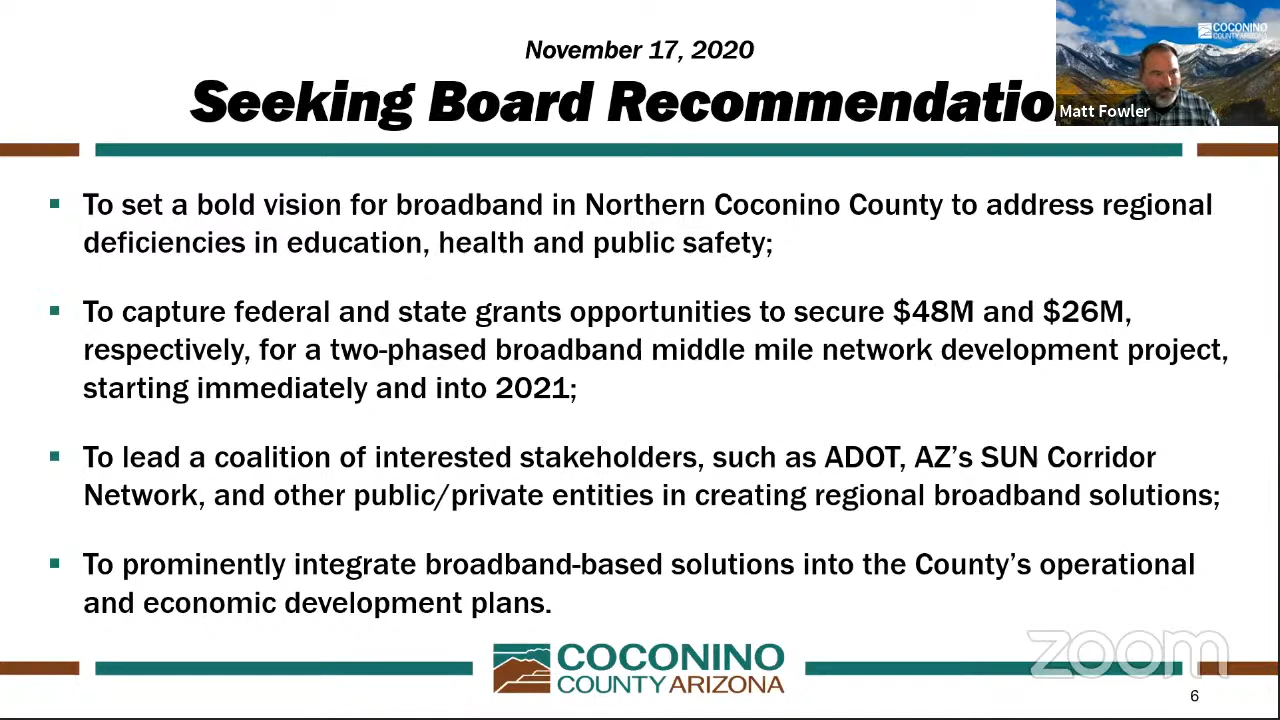 November 17, 2020
Seeking Board Recommendatio
COCONINO
COUNTY ARIZONA
Matt Fowler
▪ To set a bold vision for broadband in Northern Coconino County to address regional
deficiencies in education, health and public safety;
▪ To capture federal and state grants opportunities to secure $48M and $26M,
respectively, for a two-phased broadband middle mile network development project,
starting immediately and into 2021;
▪ To lead a coalition of interested stakeholders, such as ADOT, AZ’s SUN Corridor
Network, and other public/private entities in creating regional broadband solutions;
▪ To prominently integrate broadband-based solutions into the County’s operational
and economic development plans.
COCONINO
COUNTY ARIZONA
zoom
6